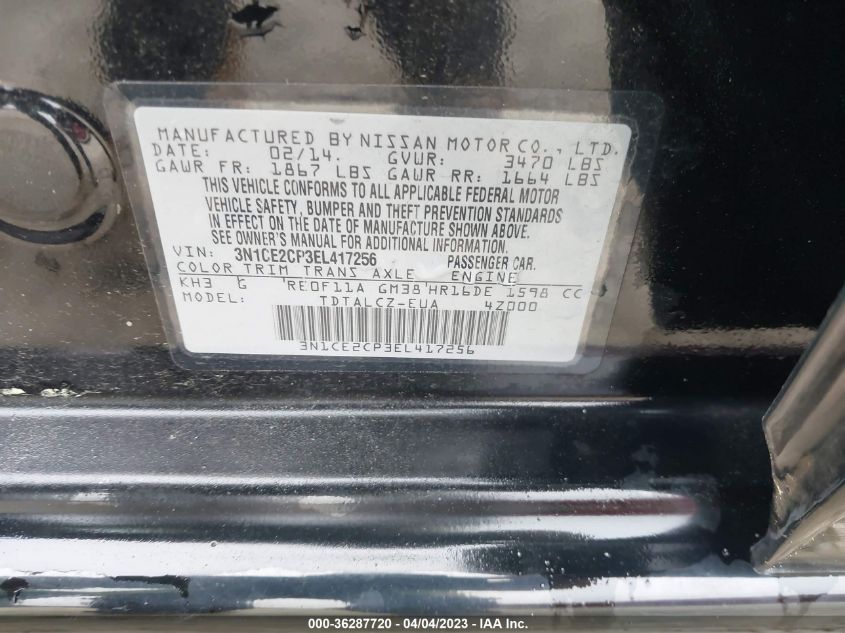 MANUFACTURED BY NISSAN MOTOR CO., LTD.
DATE: 02/14. GVWR: 3470 LBS
GAWR FR: 1867 LBS GAWR RR: 1664 LBS
THIS VEHICLE CONFORMS TO ALL APPLICABLE FEDERAL MOTOR
VEHICLE SAFETY, BUMPER AND THEFT PREVENTION STANDARDS
IN EFFECT ON THE DATE OF MANUFACTURE SHOWN ABOVE.
SEE OWNER'S MANUAL FOR ADDITIONAL INFORMATION.
VIN: 3N1CE2CP3EL417256 PASSENGER CAR.
COLOR TRIM TRANS AXLE ENGINE
KH3 G 'RE0F11A GM38'HR16DE 1598 CC
MODEL: TDTALCZ-EUA 4Z000
3N1CE2CP3EL417256
000-36287720 - 04/04/2023 - IAAI.com